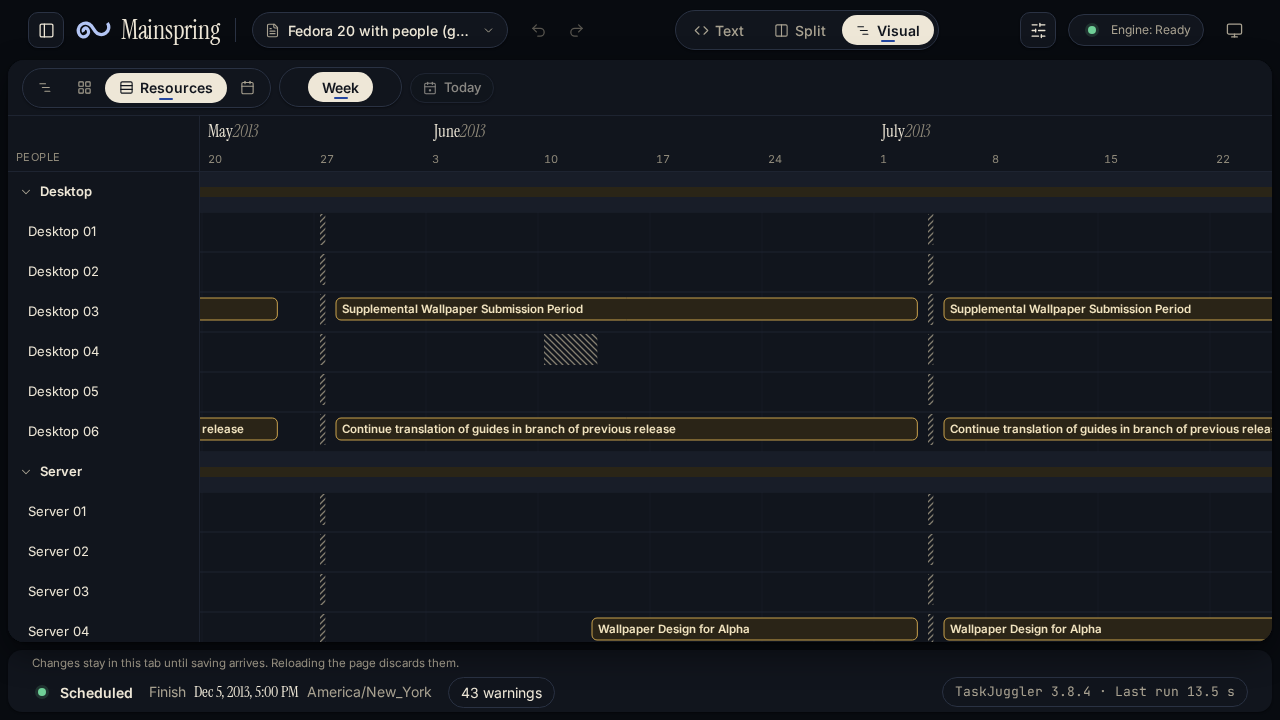 Mainspring
Fedora 20 with people (g...
Text
Split
Visual
Engine: Ready
Resources
Week
Today
May 2013
June 2013
July 2013
PEOPLE
20 27 3 10 17 24 1 8 15 22
Desktop
Desktop 01
Desktop 02
Desktop 03
Supplemental Wallpaper Submission Period
Supplemental Wallpaper Submission Period
Desktop 04
Desktop 05
Desktop 06
release
Continue translation of guides in branch of previous release
Continue translation of guides in branch of previous relea
Server
Server 01
Server 02
Server 03
Server 04
Wallpaper Design for Alpha
Wallpaper Design for Alpha
Changes stay in this tab until saving arrives. Reloading the page discards them.
Scheduled
Finish Dec 5, 2013, 5:00 PM America/New_York
43 warnings
TaskJuggler 3.8.4 · Last run 13.5 s